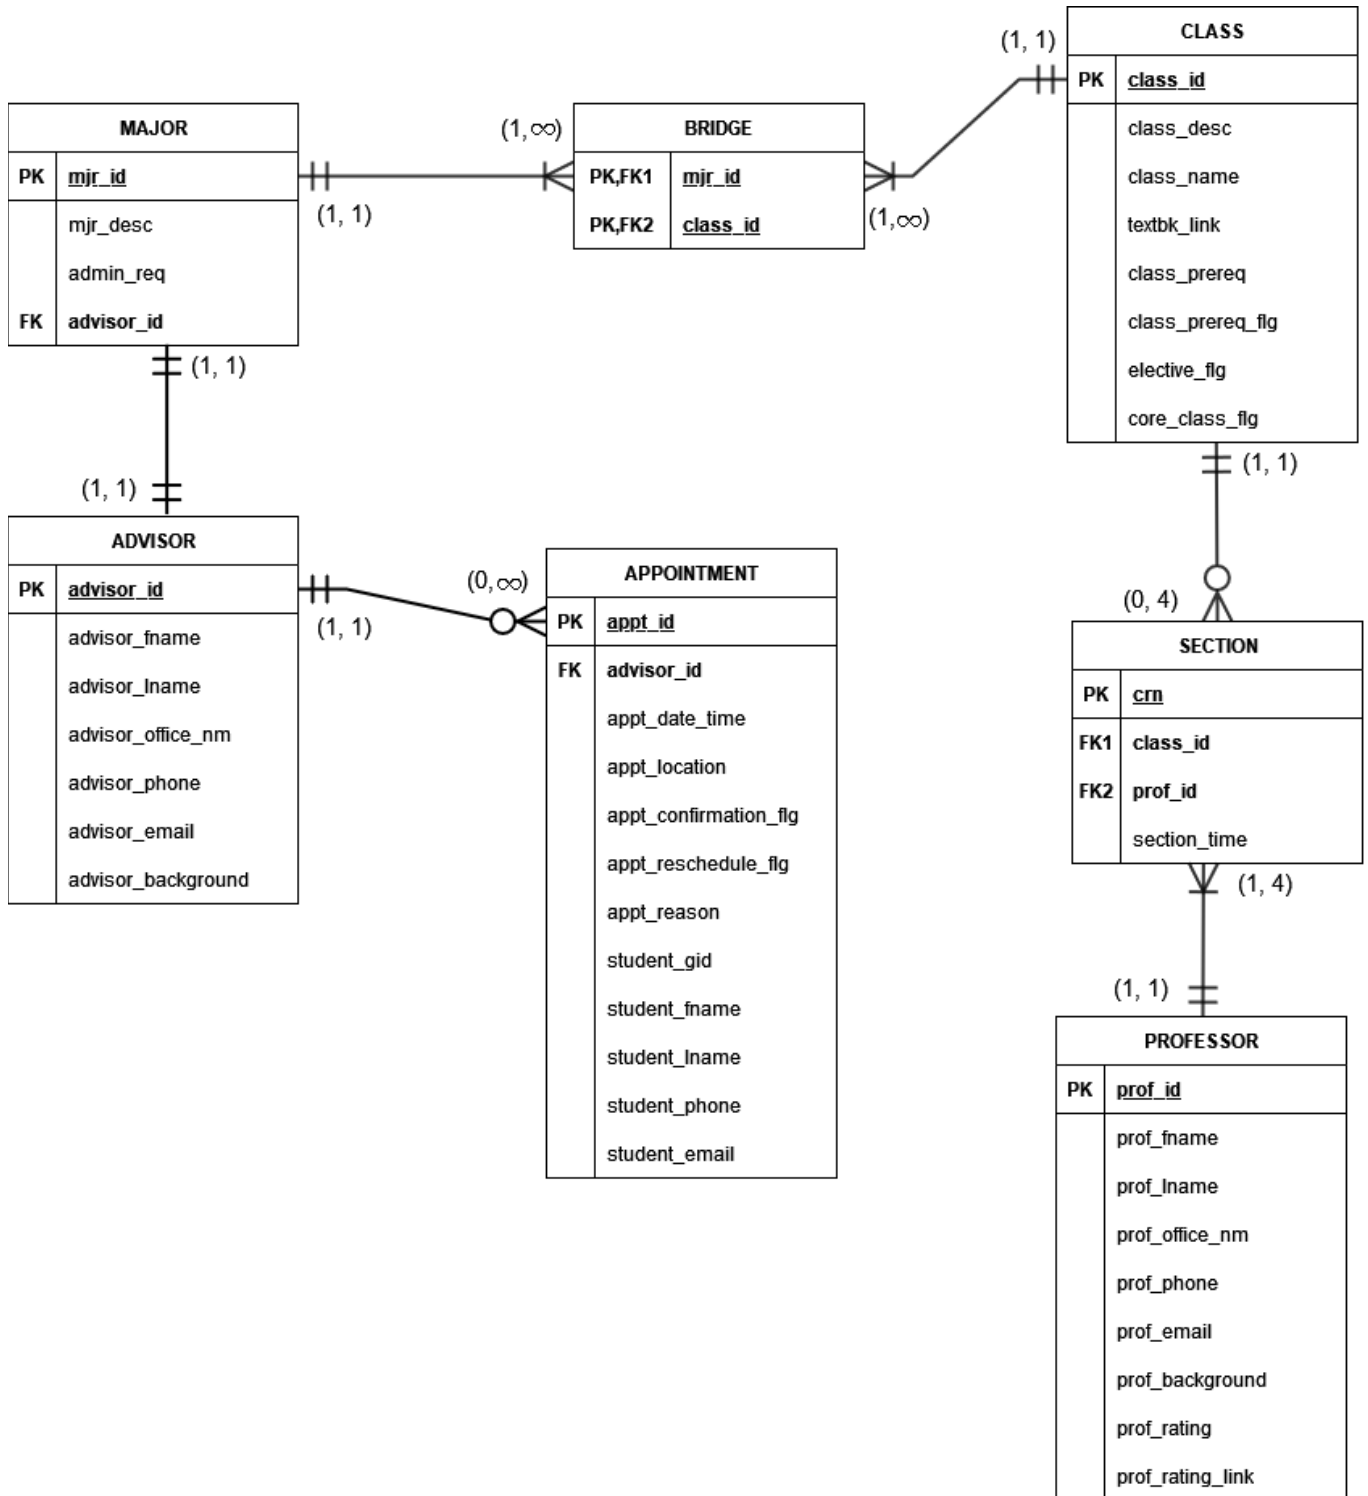 CLASS
(1, 1)
PK class_id
class_desc
class_name
textbk_link
class_prereq
class_prereq_flg
elective_flg
core_class_flg
(1, 1)
MAJOR
PK mjr_id
mjr_desc
admin_req
FK advisor_id
(1, 1)
(1, 1)
(1,∞)
BRIDGE
PK,FK1 mjr_id
PK,FK2 class_id
(1,∞)
(1, 1)
ADVISOR
PK advisor_id
advisor_fname
advisor_lname
advisor_office_nm
advisor_phone
advisor_email
advisor_background
(1, 1)
(0,∞)
APPOINTMENT
PK appt_id
FK advisor_id
appt_date_time
appt_location
appt_confirmation_flg
appt_reschedule_flg
appt_reason
student_gid
student_fname
student_lname
student_phone
student_email
(0, 4)
SECTION
PK crn
FK1 class_id
FK2 prof_id
section_time
(1, 4)
(1, 1)
PROFESSOR
PK prof_id
prof_fname
prof_lname
prof_office_nm
prof_phone
prof_email
prof_background
prof_rating
prof_rating_link